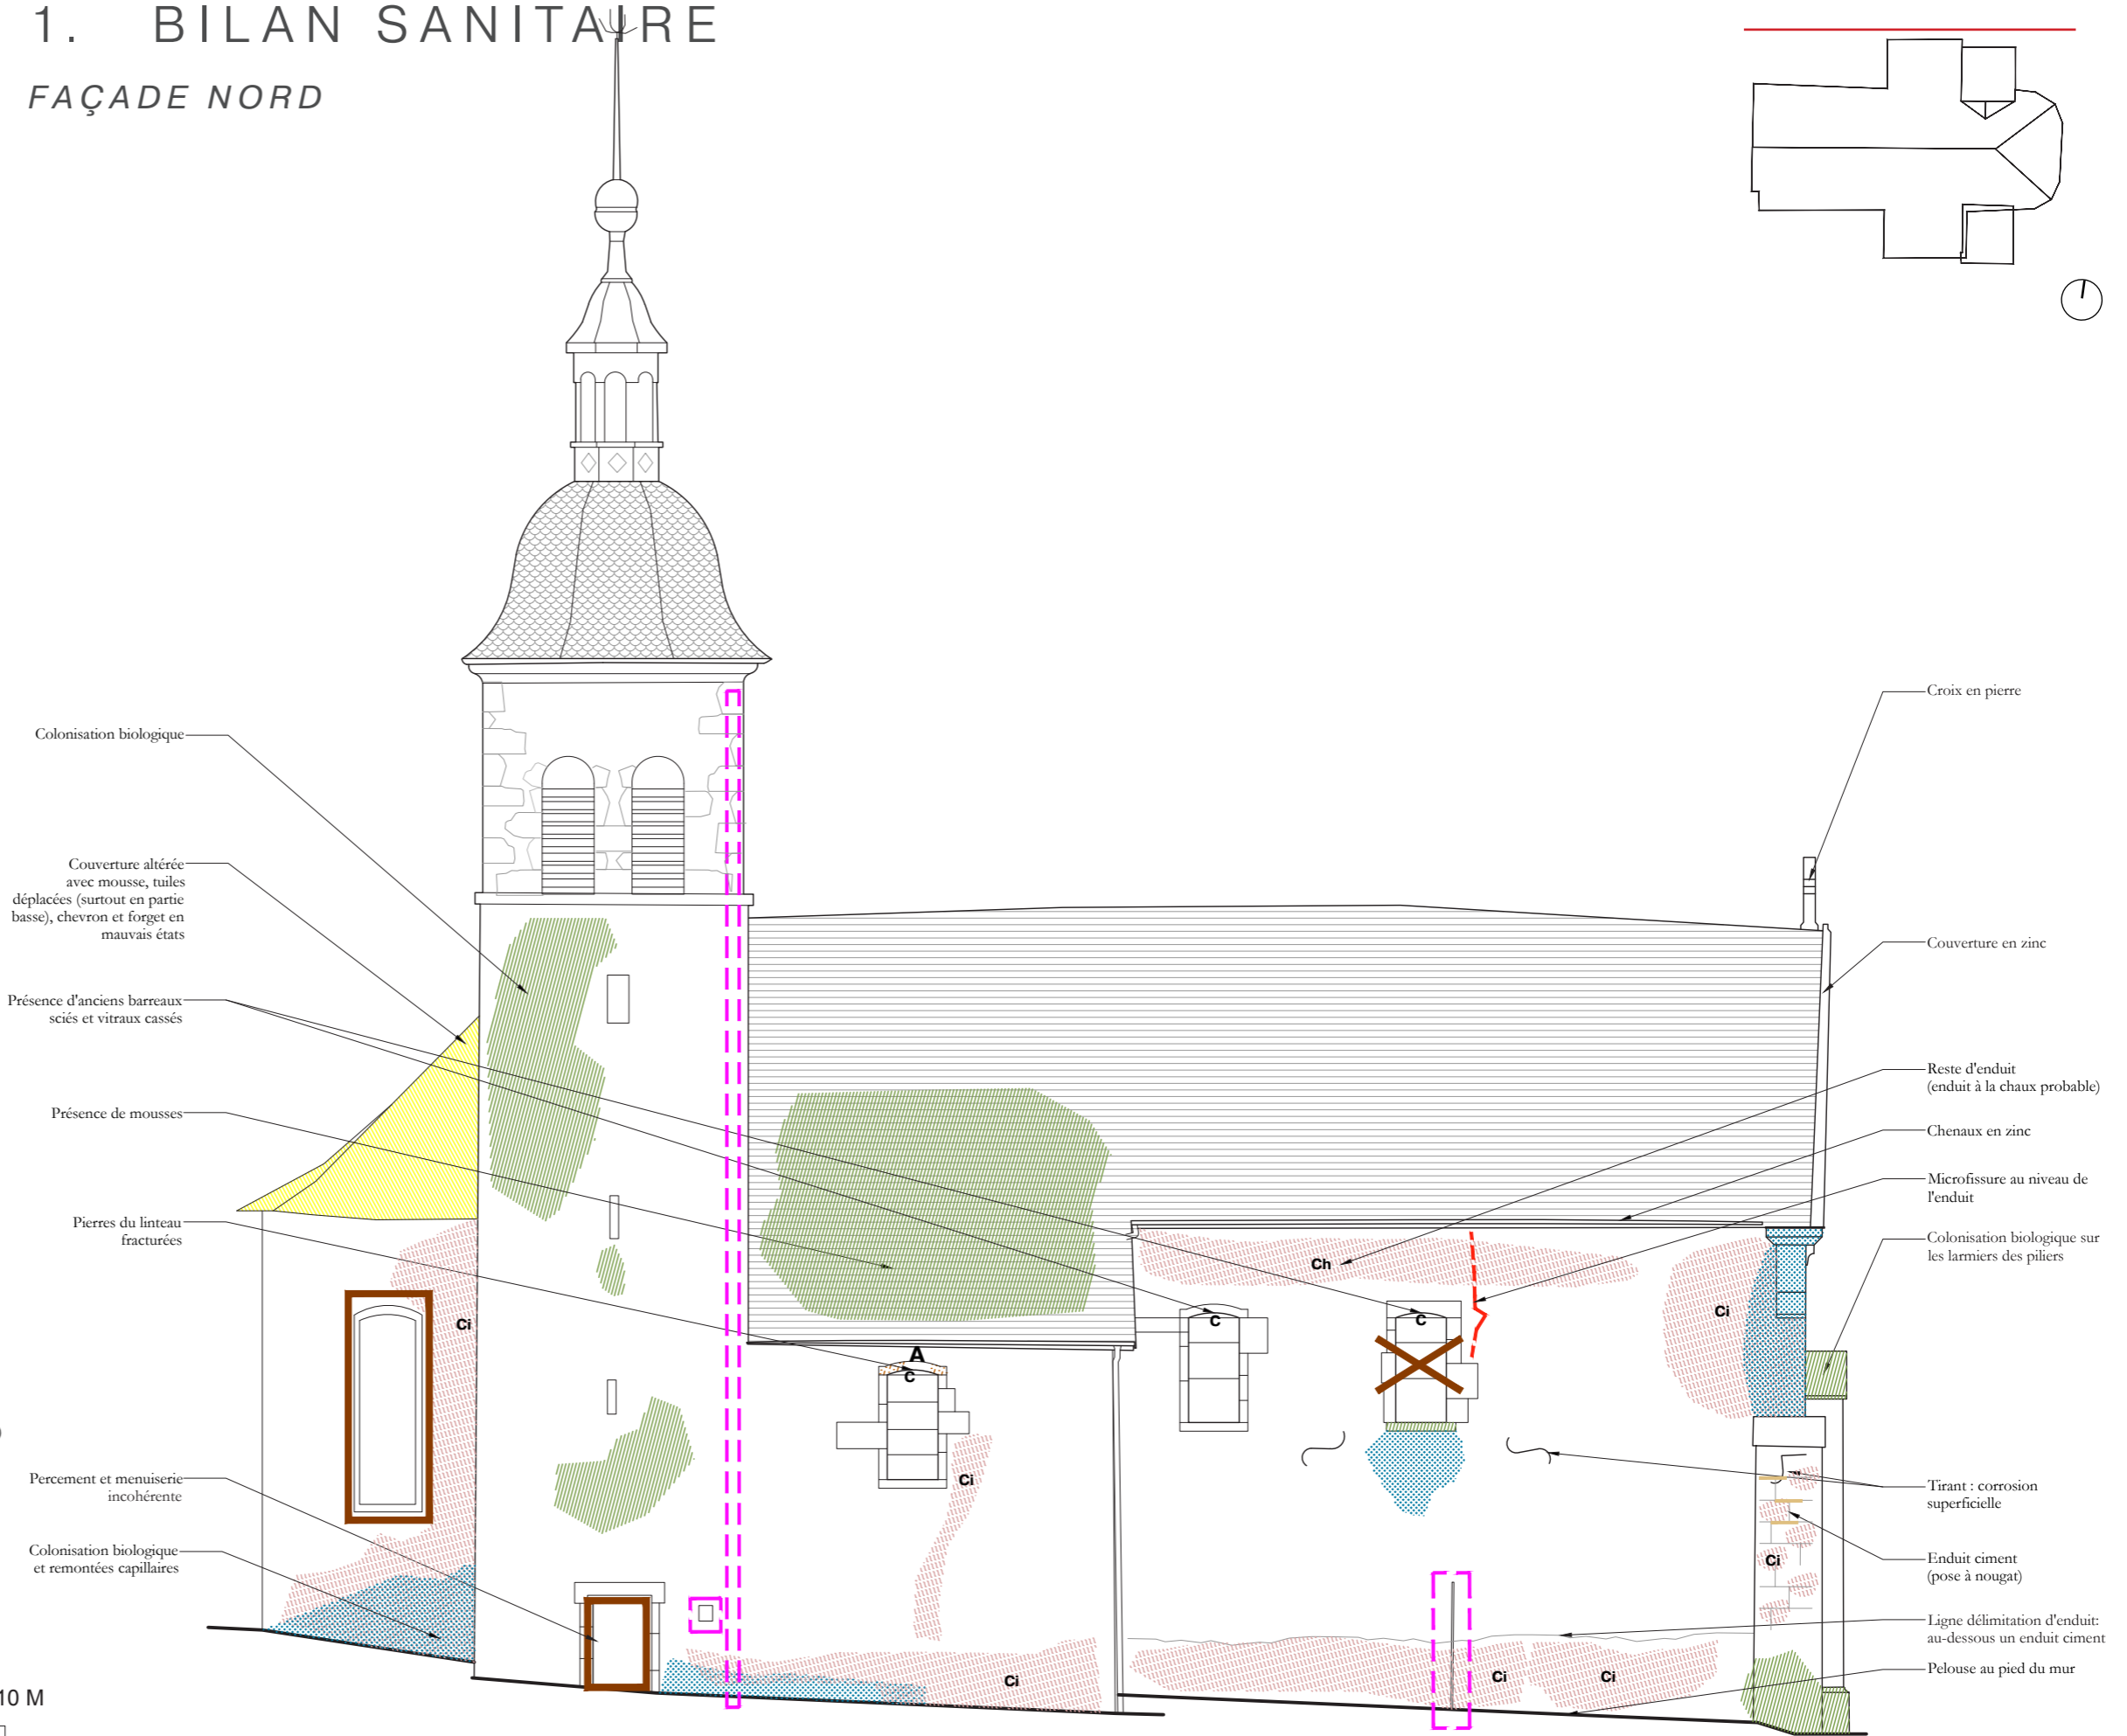 1. BILAN SANITAIRE
FAÇADE NORD
Colonisation biologique
Couverture altérée
avec mousse, tuiles
déplacées (surtout en partie
basse), chevron et forget en
mauvais états
Présence d'anciens barreaux
sciés et vitraux cassés
Présence de mousses
Pierres du linteau
fracturées
Percement et menuiserie
incohérente
Colonisation biologique
et remontées capillaires
10 M
Ci
A
C
Ci
Ci
Ch
C
C
Ci
Ci
Ci
Ci
Croix en pierre
Couverture en zinc
Reste d'enduit
(enduit à la chaux probable)
Chenaux en zinc
Microfissure au niveau de
l'enduit
Colonisation biologique sur
les larmiers des piliers
Tirant : corrosion
superficielle
Enduit ciment
(pose à nougat)
Ligne délimitation d'enduit:
au-dessous un enduit ciment
Pelouse au pied du mur